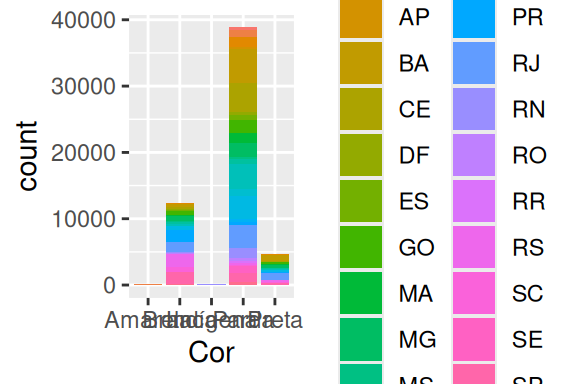 40000
30000
20000
10000
0
count
Cor
AP PR
BA RJ
CE RN
DF RO
ES RR
GO RS
MA SC
MG SE